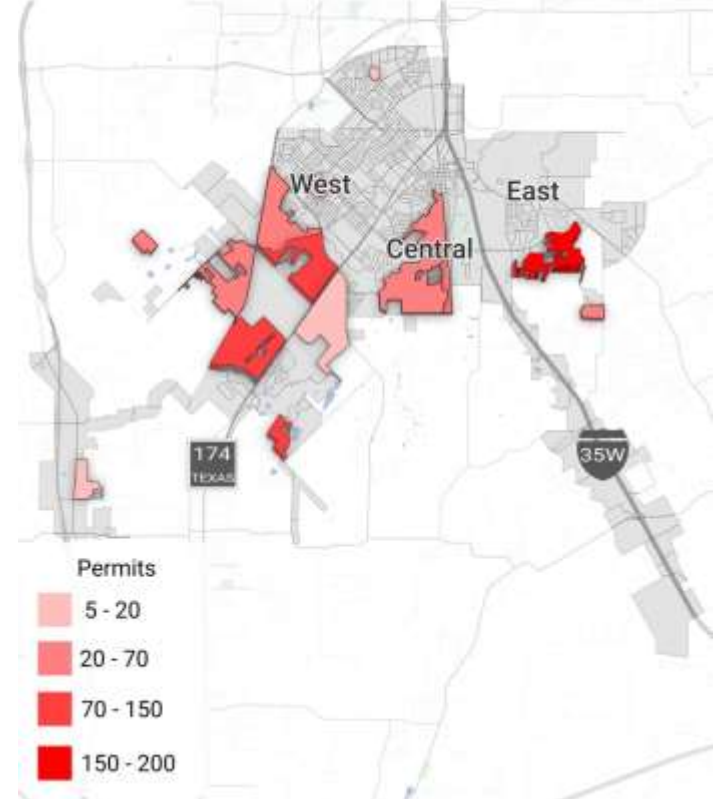 West
East
Central
174
TEXAS
35W
Permits
5 - 20
20 - 70
70 - 150
150 - 200